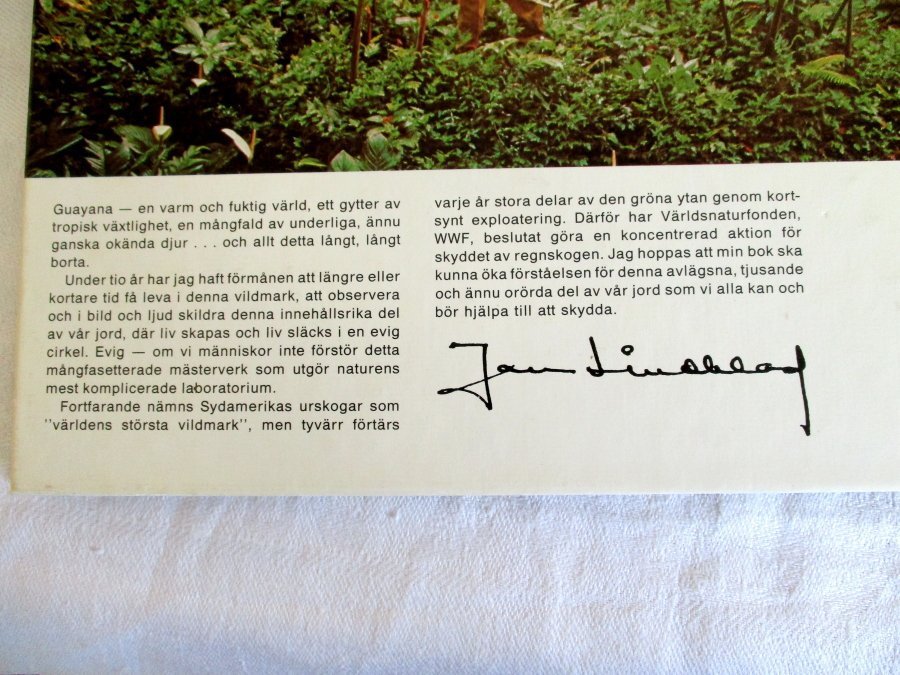 Guayana — en varm och fuktig värld, ett gytter av
tropisk växtlighet, en mångfald av underliga, ännu
ganska okända djur . . . och allt detta långt, långt
borta.
Under tio år har jag haft förmånen att längre eller
kortare tid få leva i denna vildmark, att observera
och i bild och ljud skildra denna innehållsrika del
av vår jord, där liv skapas och liv släcks i en evig
cirkel. Evig — om vi människor inte förstör detta
mångfasetterade mästerverk som utgör naturens
mest komplicerade laboratorium.
Fortfarande nämns Sydamerikas urskogar som
"världens största vildmark", men tyvärr förtärs
varje år stora delar av den gröna ytan genom kort-
synt exploatering. Därför har Världsnaturfonden,
WWF, beslutat göra en koncentrerad aktion för
skyddet av regnskogen. Jag hoppas att min bok ska
kunna öka förståelsen för denna avlägsna, tjusande
och ännu orörda del av vår jord som vi alla kan och
bör hjälpa till att skydda.
Jan Lindblad